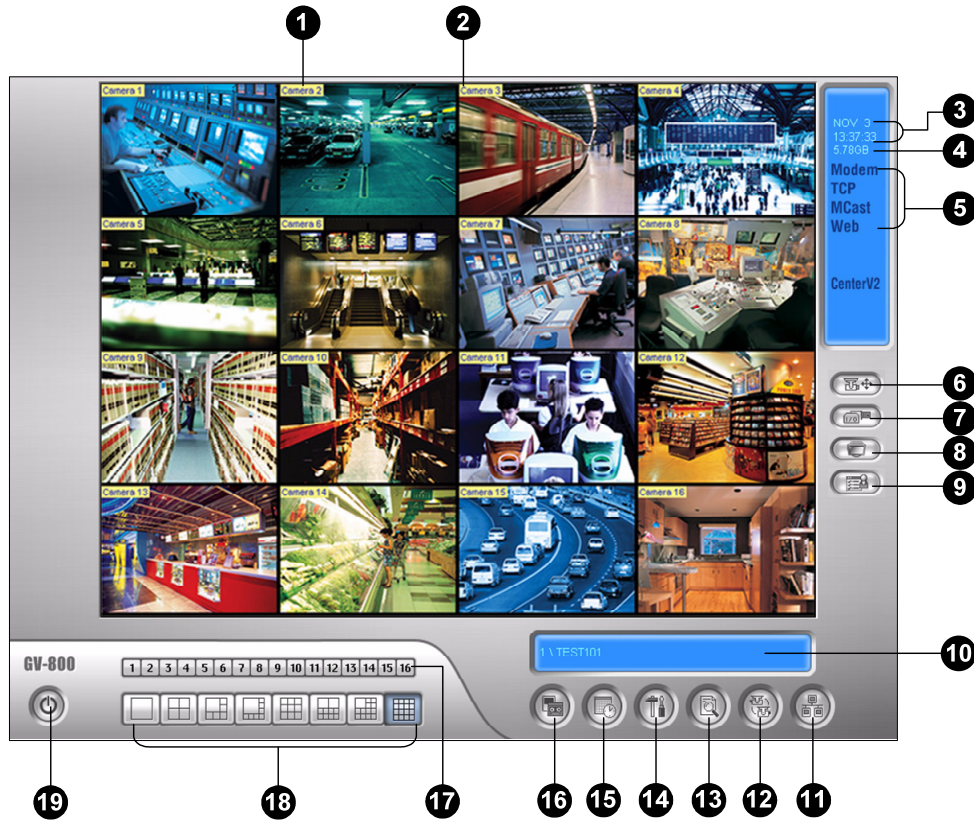 1 2
Camera 1 Camera 2 Camera 3 Camera 4
NOV 3
3
13:37:33
5.78GB
4
Modem
TCP
5
MCast
Web
Camera 5 Camera 6 Camera 7 Camera 8
CenterV2
Camera 9 Camera 10 Camera 11 Camera 12
6
I/O
7
8
9
Camera 13 Camera 14 Camera 15 Camera 16
1 \ TEST101
10
GV-800
1 2 3 4 5 6 7 8 9 10 11 12 13 14 15 16
19 18 17 16 15 14 13 12 11